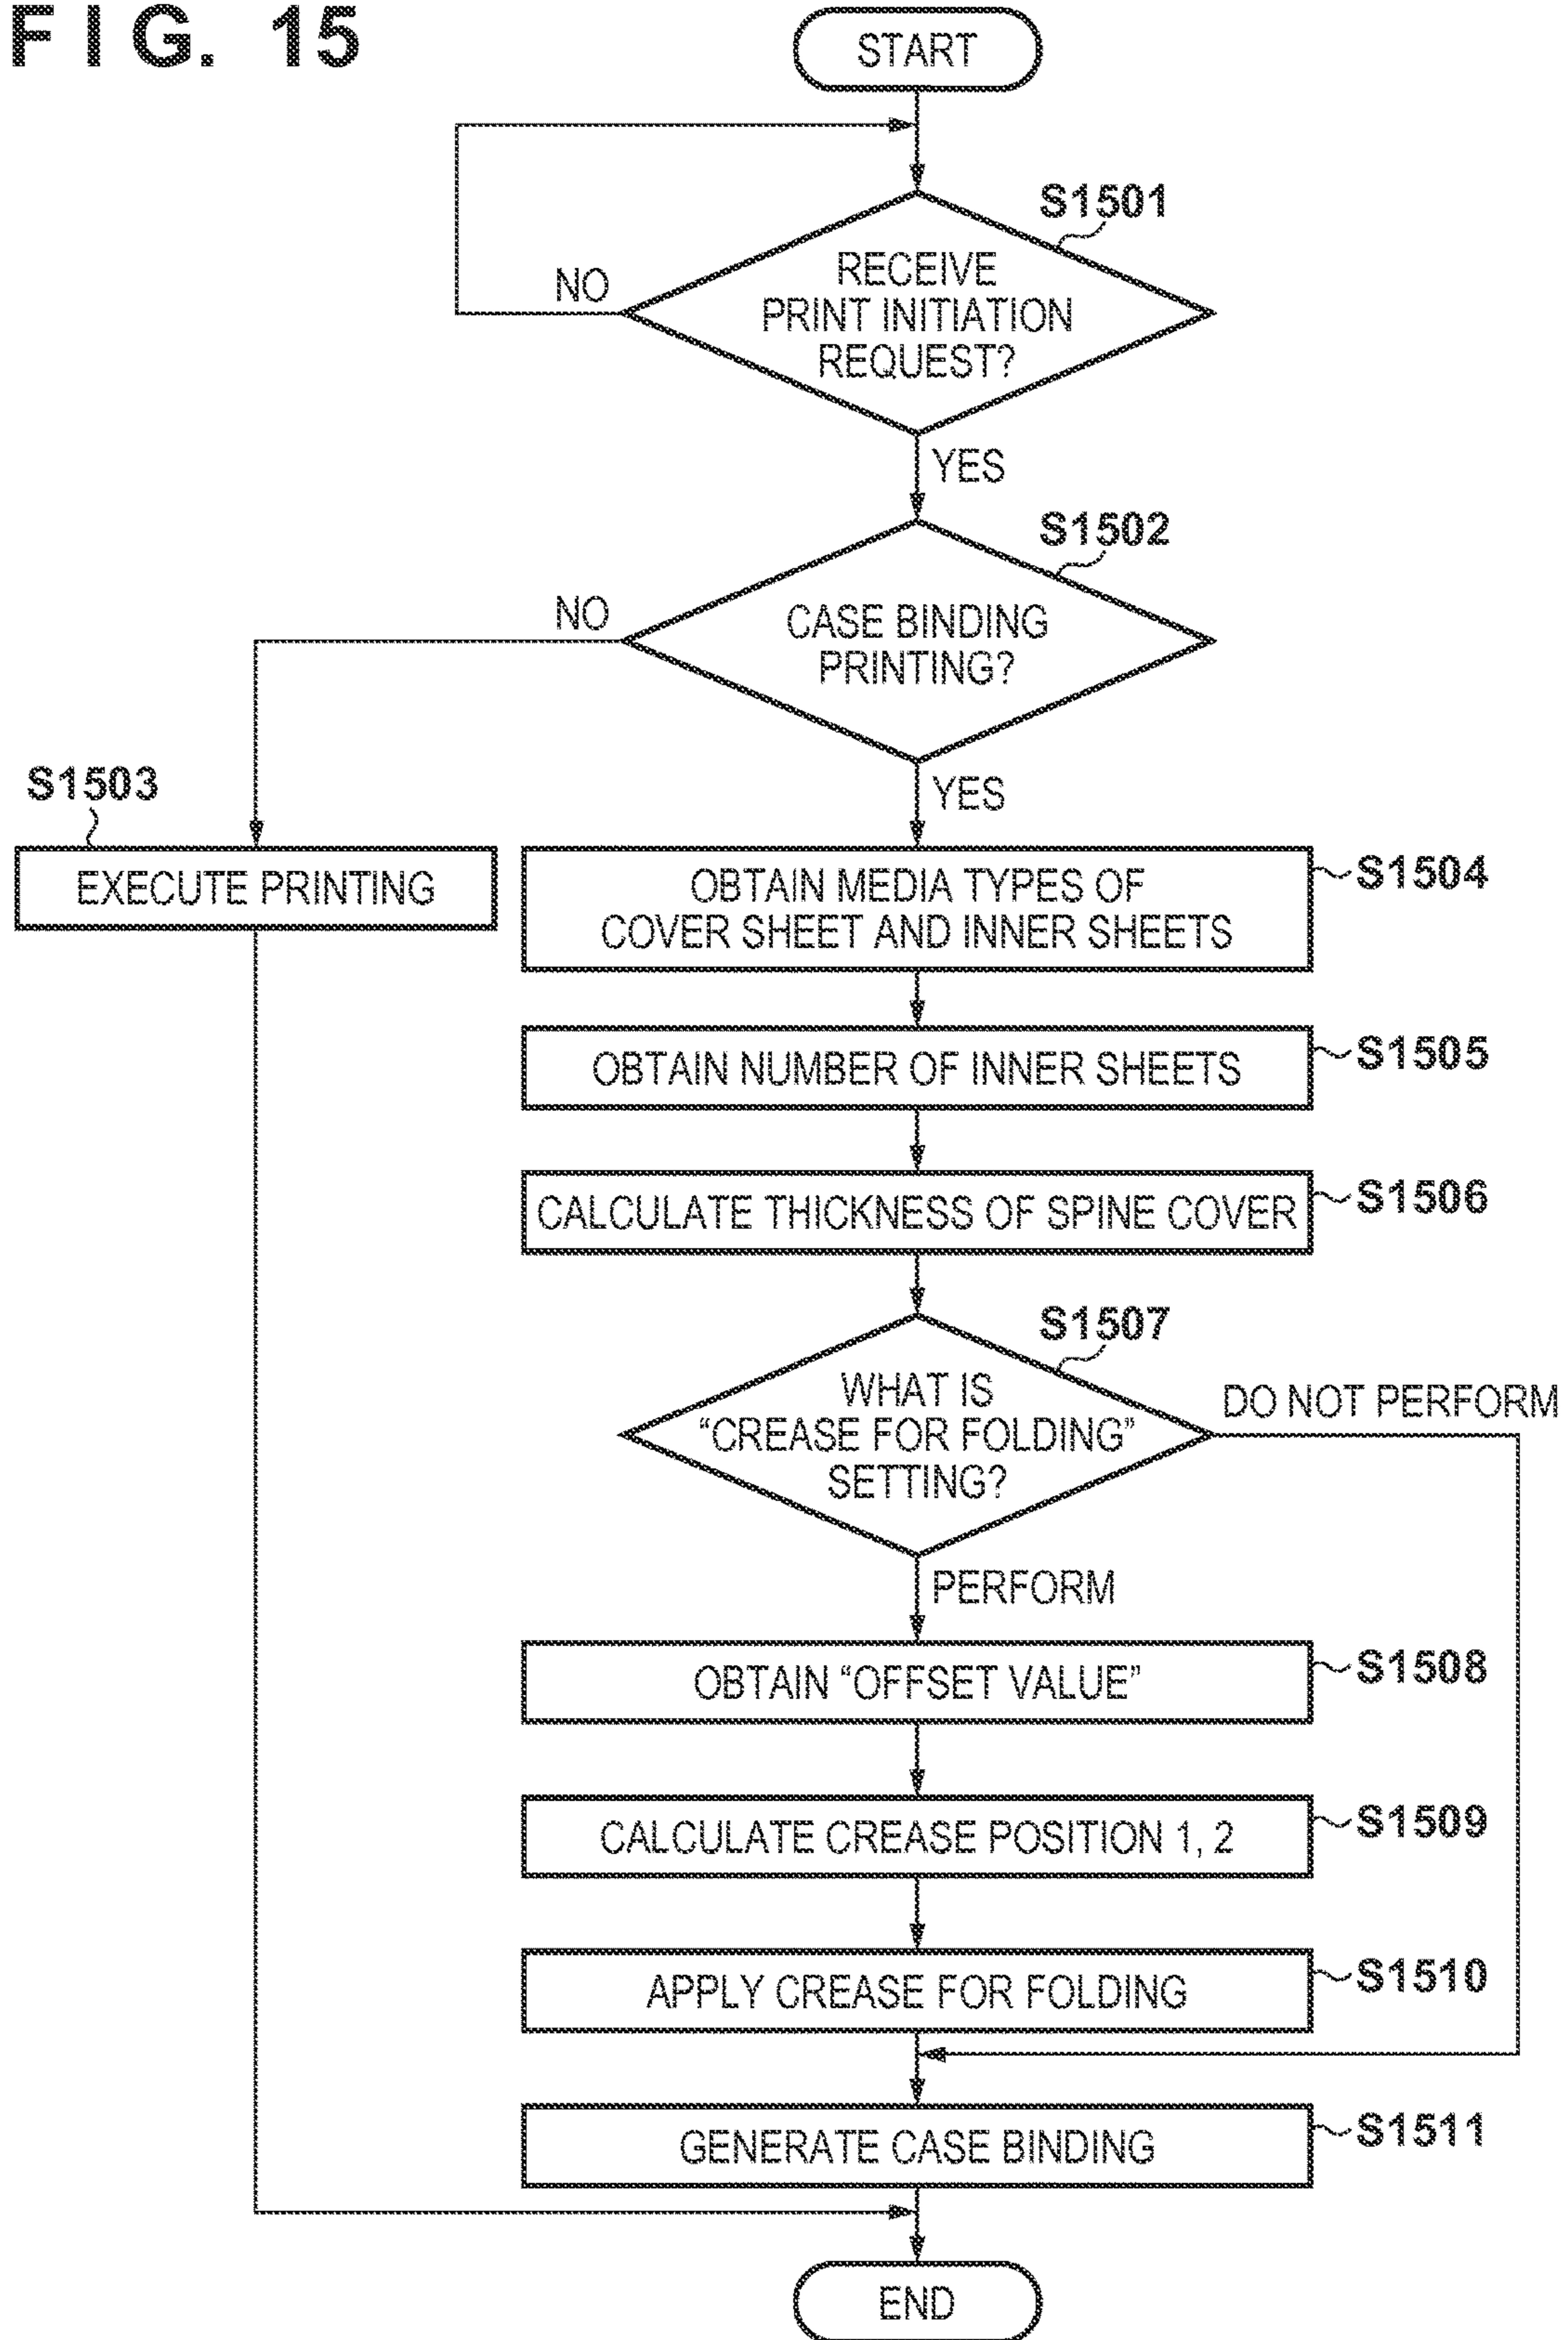 FIG. 15
START
S1501
RECEIVE
PRINT INITIATION
REQUEST?
NO
YES
S1502
CASE BINDING
PRINTING?
NO
YES
S1503
EXECUTE PRINTING
OBTAIN MEDIA TYPES OF
COVER SHEET AND INNER SHEETS
S1504
OBTAIN NUMBER OF INNER SHEETS
S1505
CALCULATE THICKNESS OF SPINE COVER
S1506
S1507
WHAT IS
“CREASE FOR FOLDING”
SETTING?
DO NOT PERFORM
PERFORM
OBTAIN “OFFSET VALUE”
S1508
CALCULATE CREASE POSITION 1, 2
S1509
APPLY CREASE FOR FOLDING
S1510
GENERATE CASE BINDING
S1511
END